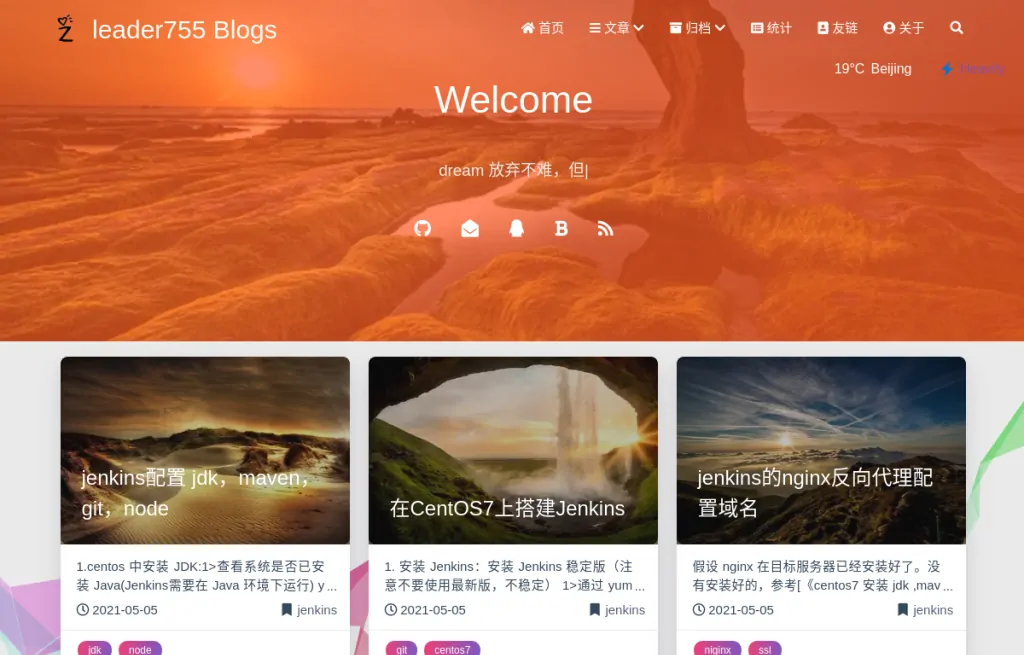 leader755 Blogs
首页 文章 归档 统计 友链 关于
19°C Beijing
Welcome
dream 放弃不难，但|
jenkins配置 jdk，maven，
git，node
1.centos 中安装 JDK:1>查看系统是否已安
装 Java(Jenkins需要在 Java 环境下运行) y ...
2021-05-05 jenkins
jdk node
在CentOS7上搭建Jenkins
1. 安装 Jenkins：安装 Jenkins 稳定版（注
意不要使用最新版，不稳定） 1>通过 yum ...
2021-05-05 jenkins
git centos7
jenkins的nginx反向代理配
置域名
假设 nginx 在目标服务器已经安装好了。没
有安装好的，参考[《centos7 安装 jdk ,mav ...
2021-05-05 jenkins
niginx ssl